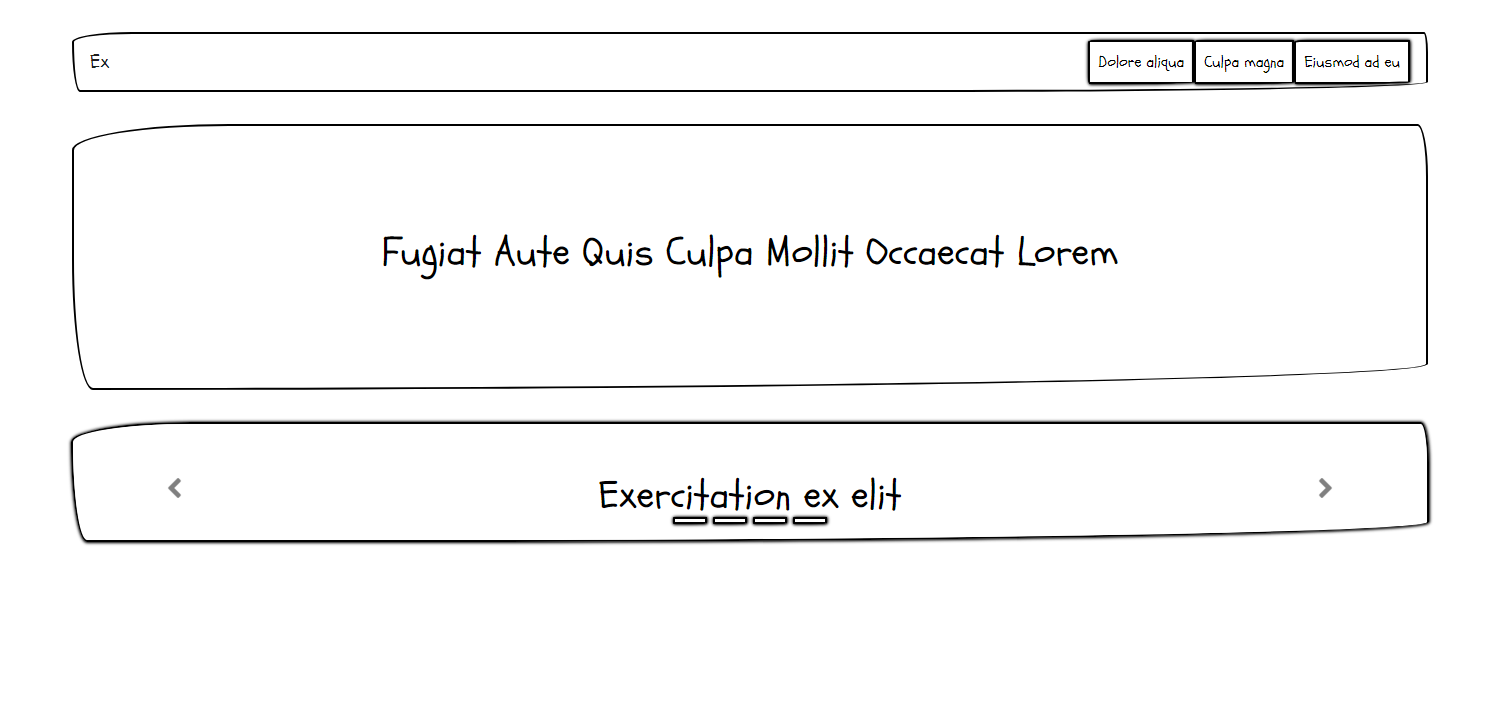 Ex
Dolore aliqua
Culpa magna
Eiusmod ad eu
Fugiat Aute Quis Culpa Mollit Occaecat Lorem
Exercitation ex elit